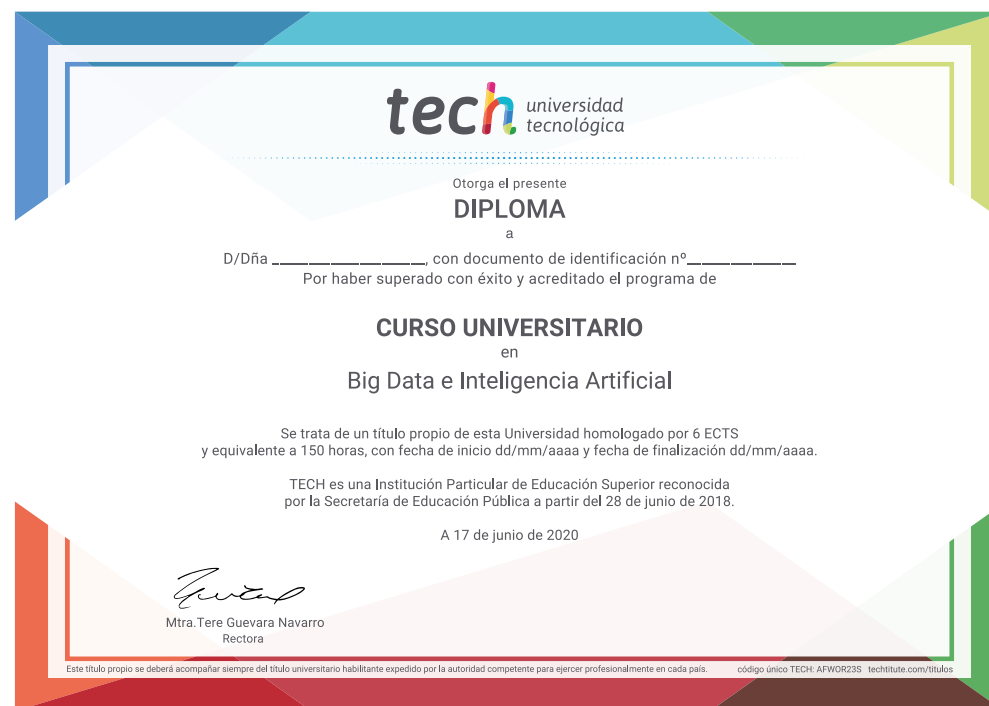 tech universidad
tecnológica
Otorga el presente
DIPLOMA
a
D/Dña _____________________, con documento de identificación nº_______________
Por haber superado con éxito y acreditado el programa de
CURSO UNIVERSITARIO
en
Big Data e Inteligencia Artificial
Se trata de un título propio de esta Universidad homologado por 6 ECTS
y equivalente a 150 horas, con fecha de inicio dd/mm/aaaa y fecha de finalización dd/mm/aaaa.
TECH es una Institución Particular de Educación Superior reconocida
por la Secretaría de Educación Pública a partir del 28 de junio de 2018.
A 17 de junio de 2020
Mtra.Tere Guevara Navarro
Rectora
Este título propio se deberá acompañar siempre del título universitario habilitante expedido por la autoridad competente para ejercer profesionalmente en cada país. código único TECH: AFWOR23S techtitute.com/titulos